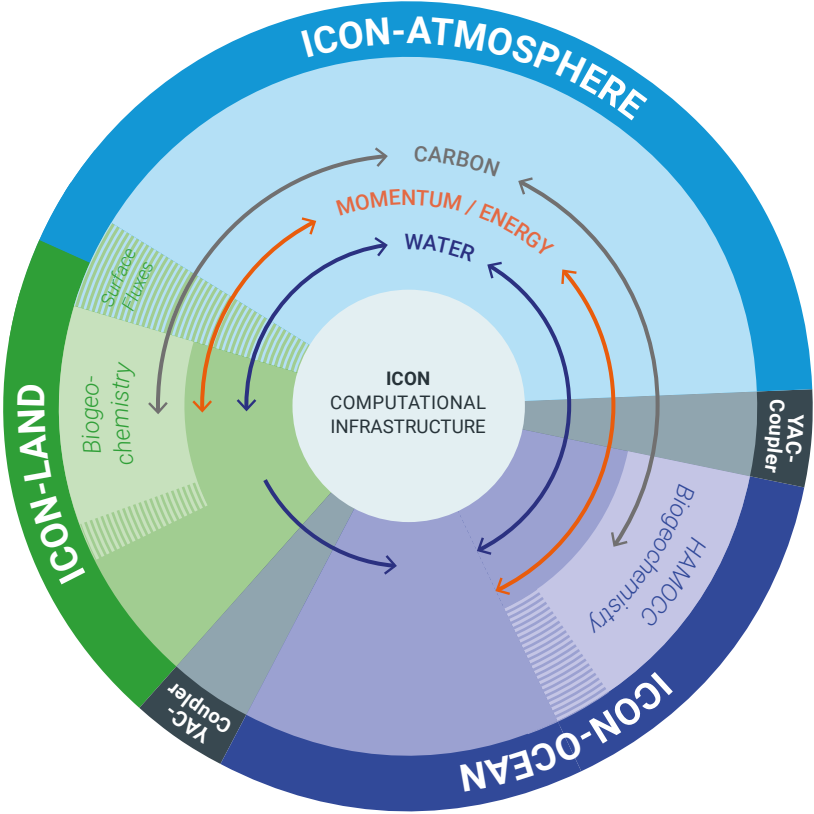 ICON-ATMOSPHERE
CARBON
MOMENTUM / ENERGY
WATER
Surface
Fluxes
ICON
COMPUTATIONAL
INFRASTRUCTURE
Biogeo-
chemistry
ICON-LAND
YAC-
Coupler
HAMOCC
Biogeochemistry
ICON-OCEAN
YAC-
Coupler